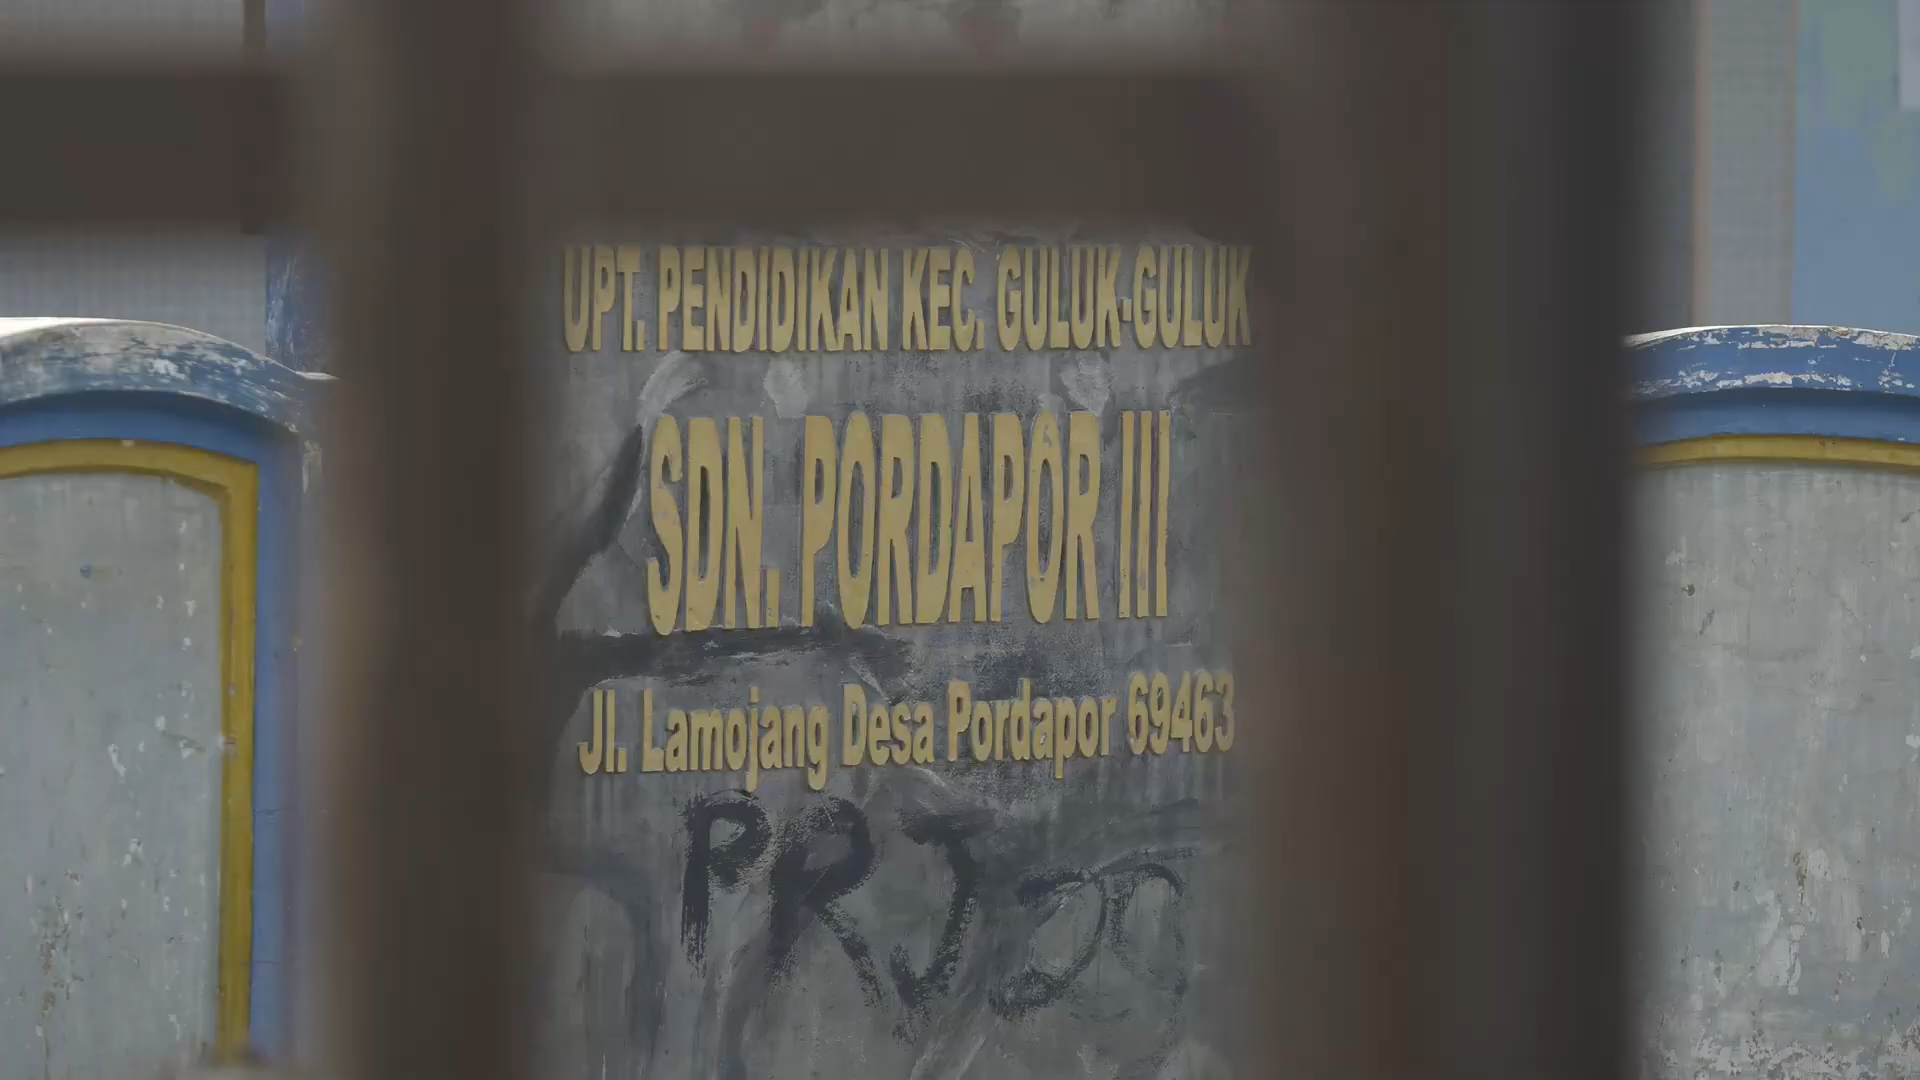 UPT. PENDIDIKAN KEC. GULUK-GULUK
SDN. PORDAPOR III
Jl. Lamojang Desa Pordapor 69463
PRJ